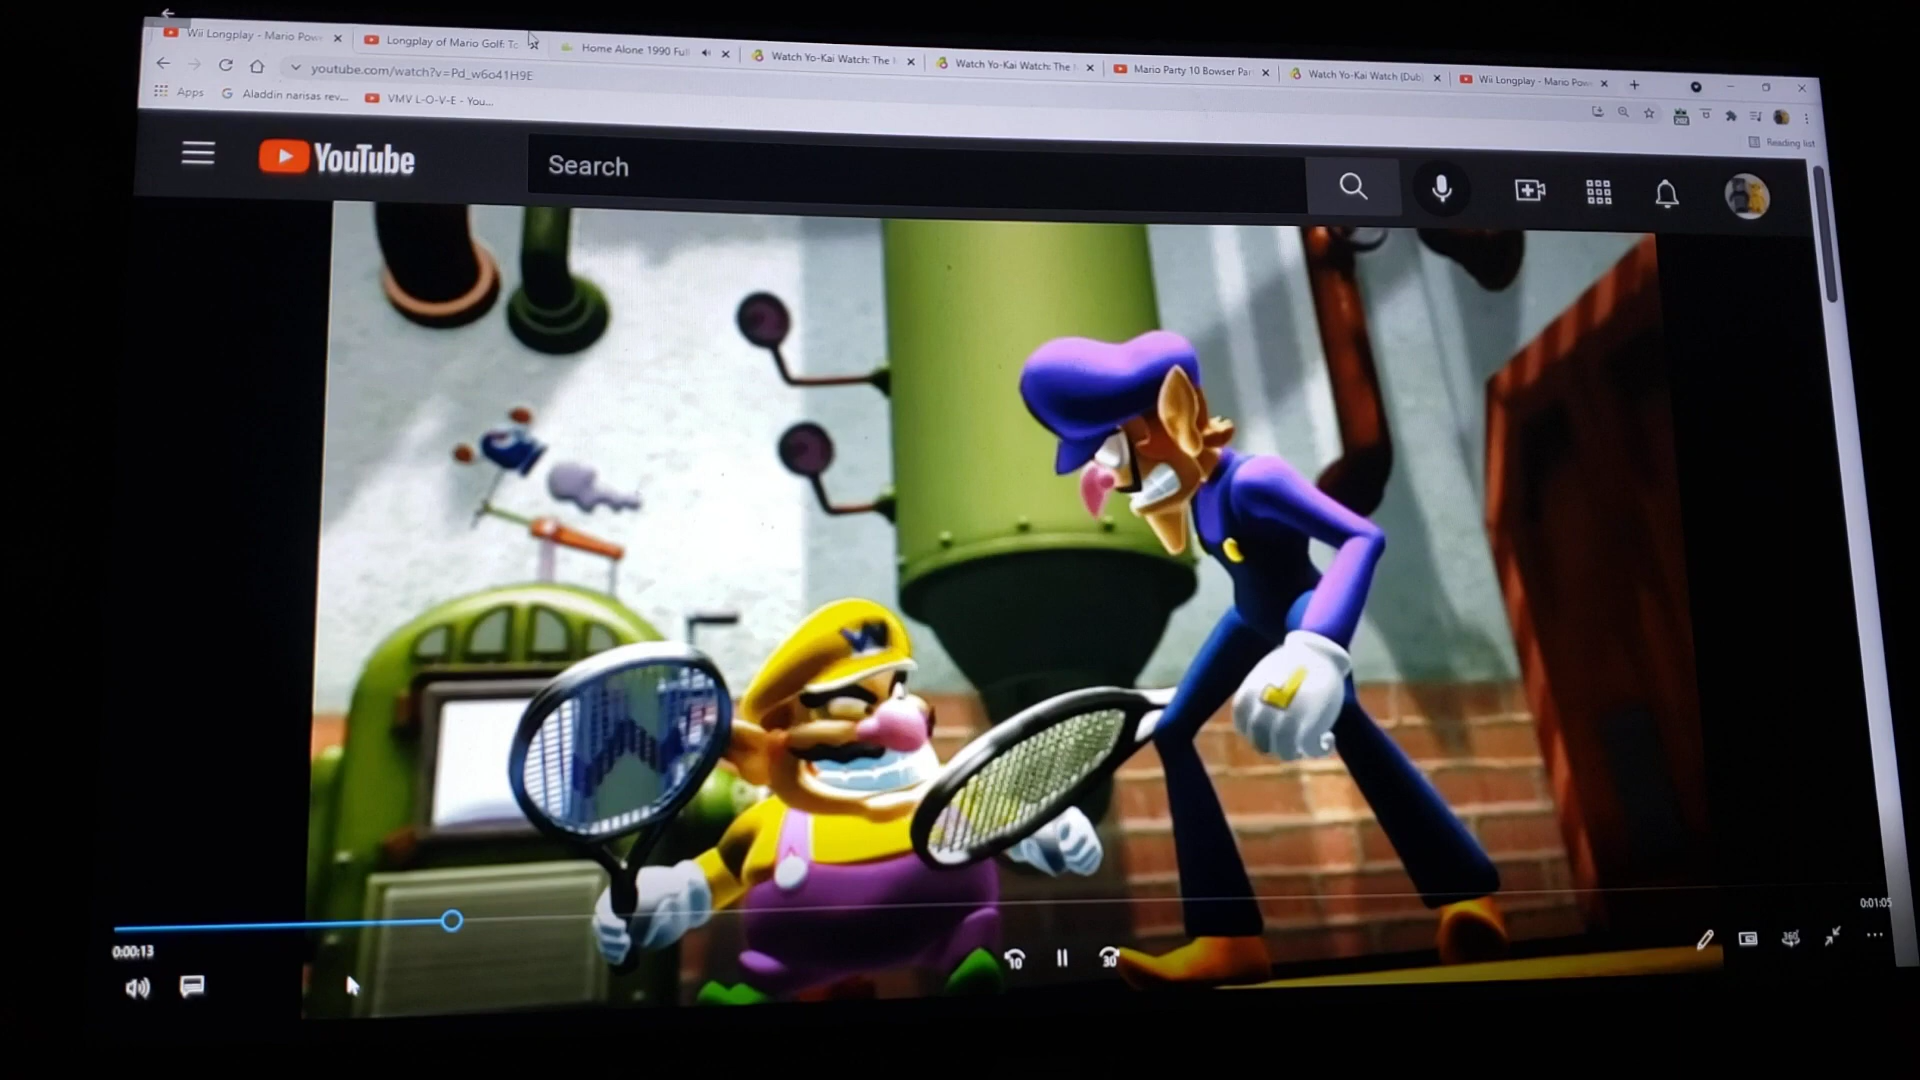 Wii Longplay - Mario Pow
Longplay of Mario Golf: To
Home Alone 1990 Full
Watch Yo-Kai Watch: The
Watch Yo-Kai Watch: The
Mario Party 10 Bowser Par
Watch Yo-Kai Watch (Dub
Wii Longplay - Mario Pow
youtube.com/watch?v=Pd_w6o41H9E
Apps
Aladdin narisas rev...
VMV L-O-V-E - You...
Reading list
YouTube
Search
W
0:00:13
0:01:05
10
30
360